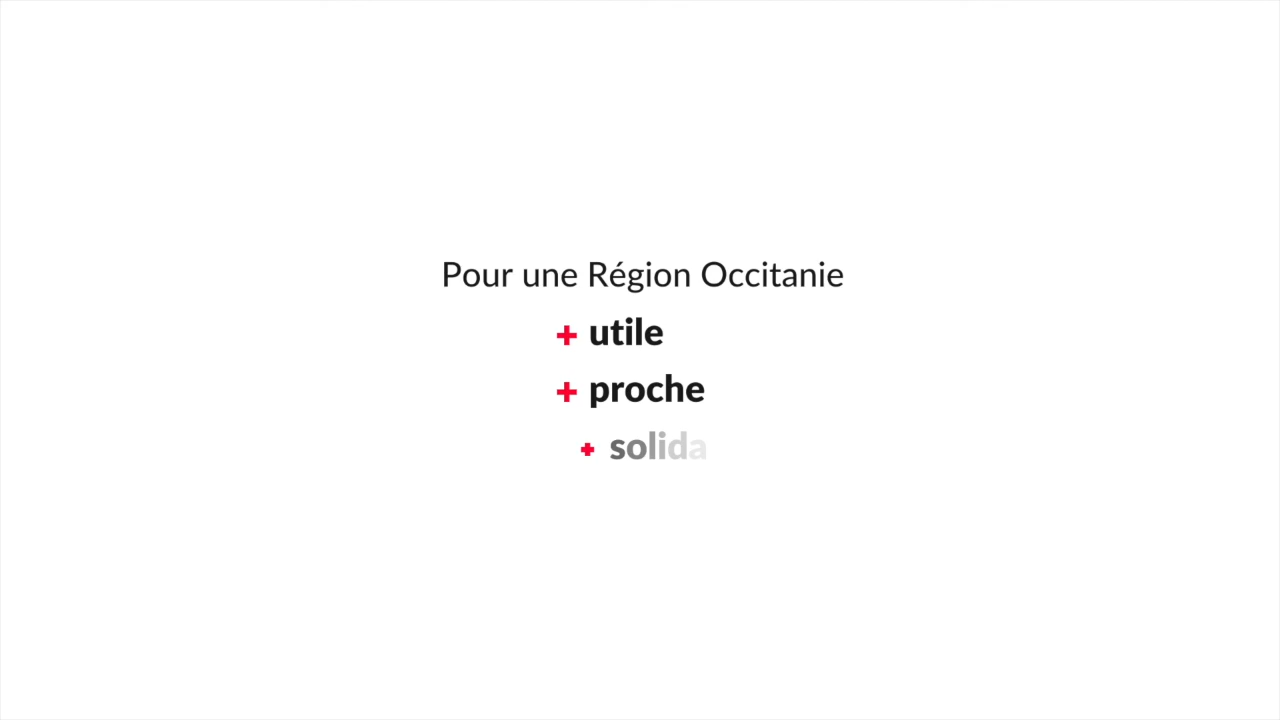 Pour une Région Occitanie
+ utile
+ proche
+ solida